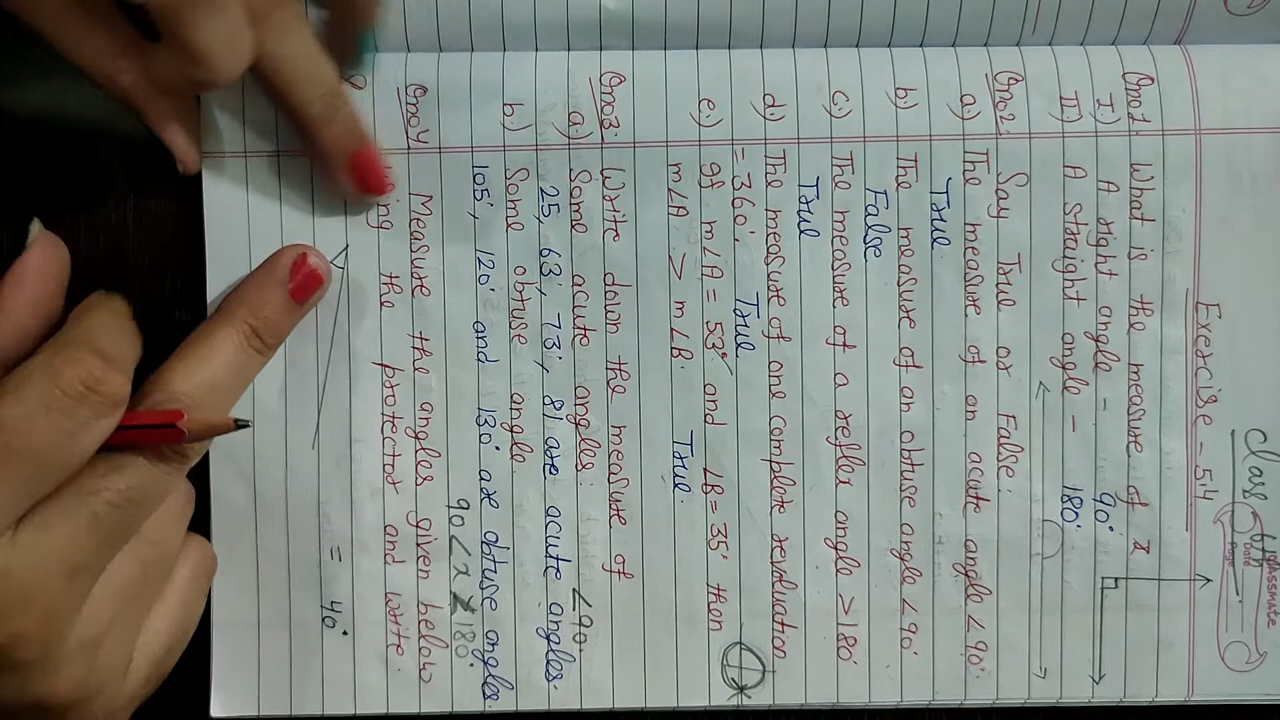 class 6th
classmate
Date
Page
Exercise - 5.4
Qno1. What is the measure of x
I.) A right angle - 90°
II.) A straight angle - 180°
Qno2. Say True or False:
a.) The measure of an acute angle < 90°.
True.
b.) The measure of an obtuse angle < 90°
False
c.) The measure of a reflex angle > 180°
True
d.) The measure of one complete revaluation
= 360°. True
e.) If m∠A = 53° and ∠B = 35° then
m∠A > m∠B. True.
Qno3. Write down the measure of
a.) Some acute angles: < 90.
25, 63°, 73°, 81 are acute angles.
b.) Some obtuse angle
105°, 120° and 130° are obtuse angles.
90 < x < 180°.
Qno4 Measure the angles given below
the protector and write.
= 40°